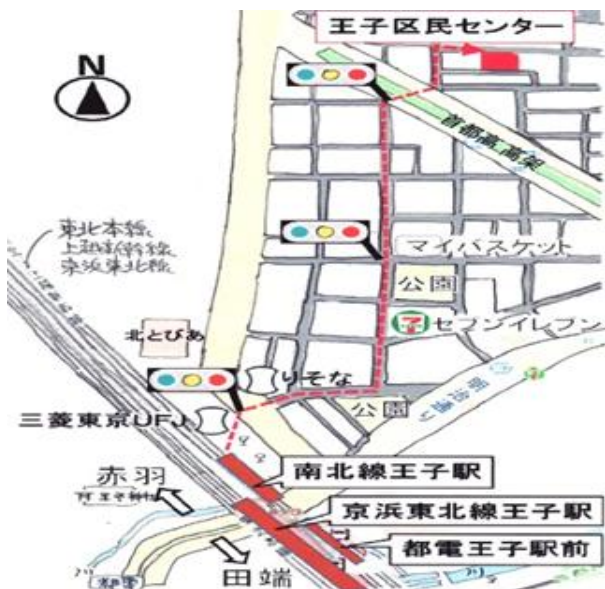 王子区民センター
N
首都高 高架
東北本線
上越新幹線
京浜東北線
マイバスケット
公園
セブンイレブン
北とぴあ
りそな
明治通り
公園
三菱東京UFJ
南北線王子駅
赤羽
京浜東北線王子駅
都電王子駅前
田端